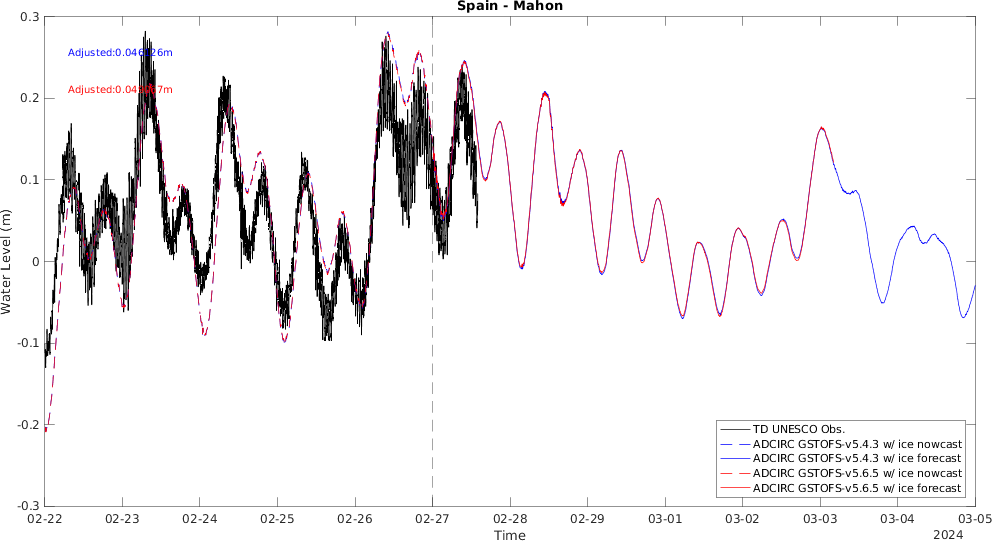 Spain - Mahon
0.3
0.2
0.1
0
-0.1
-0.2
-0.3
Water Level (m)
02-22
02-23
02-24
02-25
02-26
02-27
02-28
02-29
03-01
03-02
03-03
03-04
03-05
Time
2024
TD UNESCO Obs.
ADCIRC GSTOFS-v5.4.3 w/ ice nowcast
ADCIRC GSTOFS-v5.4.3 w/ ice forecast
ADCIRC GSTOFS-v5.6.5 w/ ice nowcast
ADCIRC GSTOFS-v5.6.5 w/ ice forecast